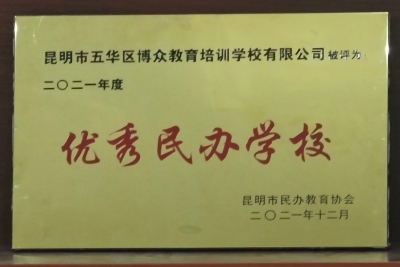 昆明市五华区博众教育培训学校有限公司被评为:
二〇二一年度
优秀民办学校
昆明市民办教育协会
二〇二一年十二月